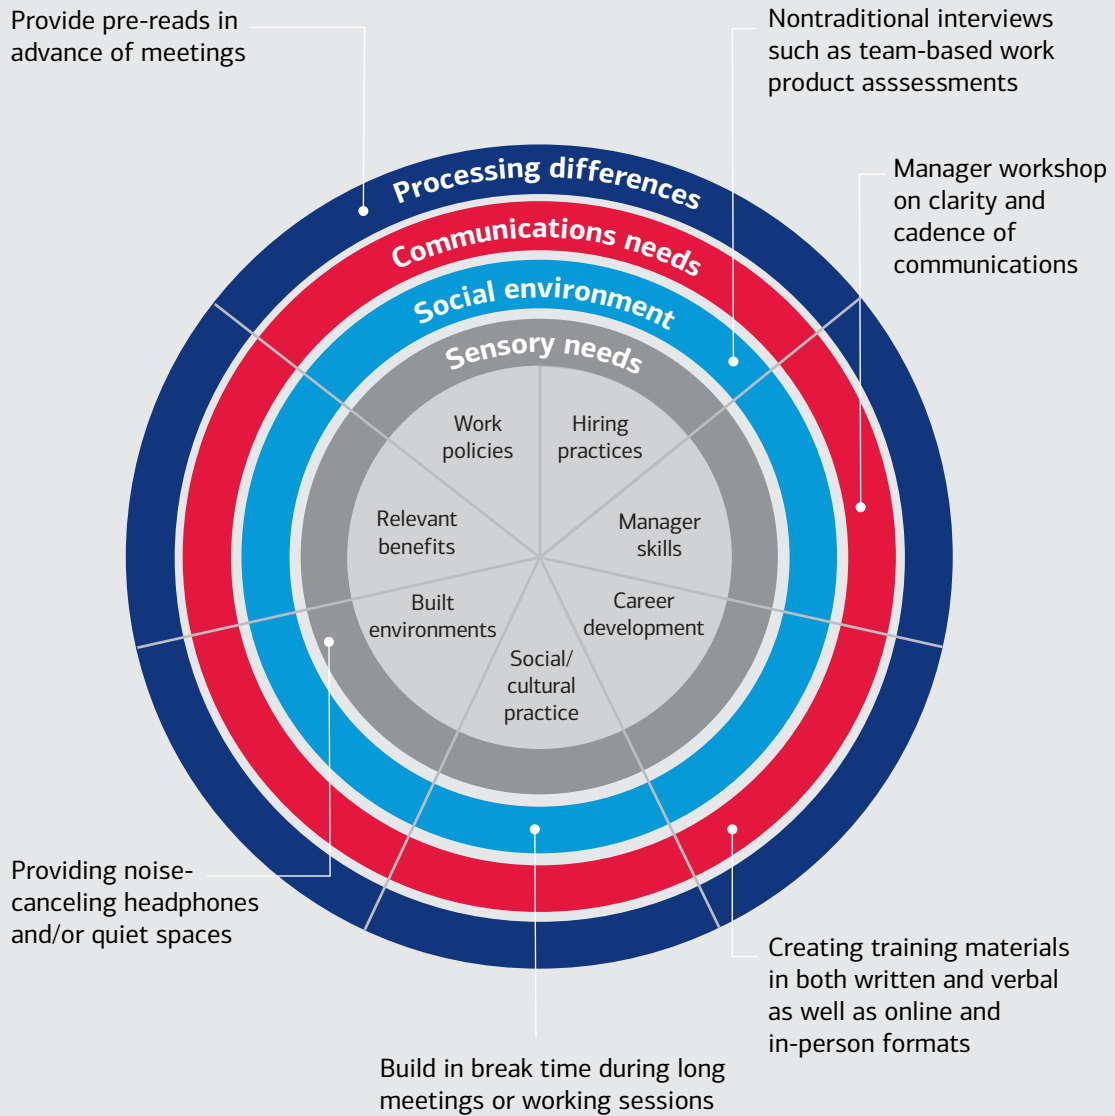 Provide pre-reads in
advance of meetings
Nontraditional interviews
such as team-based work
product asssessments
Manager workshop
on clarity and
cadence of
communications
Processing differences
Communications needs
Social environment
Sensory needs
Work
policies
Hiring
practices
Relevant
benefits
Manager
skills
Built
environments
Career
development
Social/
cultural
practice
Providing noise-
canceling headphones
and/or quiet spaces
Creating training materials
in both written and verbal
as well as online and
in-person formats
Build in break time during long
meetings or working sessions